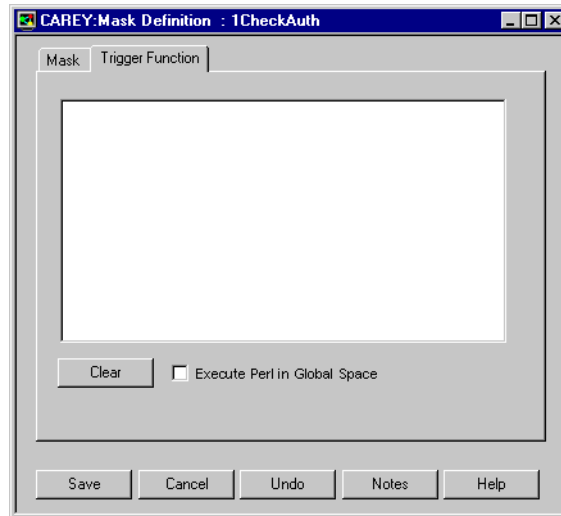 CAREY:Mask Definition : 1CheckAuth
Mask Trigger Function
Clear Execute Perl in Global Space
Save Cancel Undo Notes Help